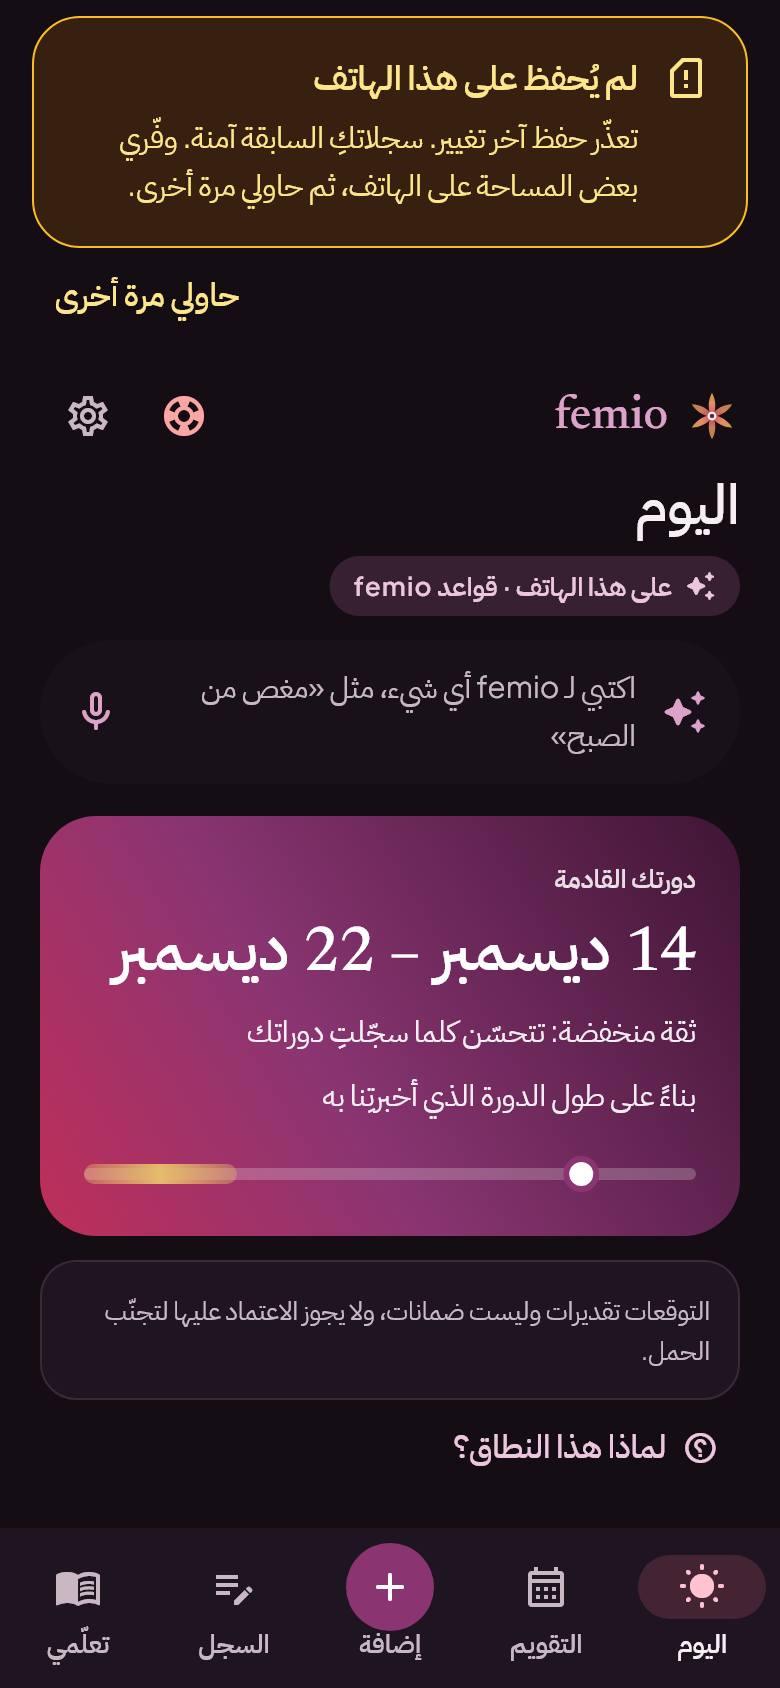 لم يُحفظ على هذا الهاتف
تعذّر حفظ آخر تغيير. سجلاتكِ السابقة آمنة. وفّري
بعض المساحة على الهاتف، ثم حاولي مرة أخرى.
حاولي مرة أخرى
femio
اليوم
على هذا الهاتف · قواعد femio
اكتبي لـ femio أي شيء، مثل «مغص من
الصبح»
دورتك القادمة
14 ديسمبر – 22 ديسمبر
ثقة منخفضة: تتحسّن كلما سجّلتِ دوراتك
بناءً على طول الدورة الذي أخبرتِنا به
التوقعات تقديرات وليست ضمانات، ولا يجوز الاعتماد عليها لتجنّب
الحمل.
لماذا هذا النطاق؟
اليوم
التقويم
إضافة
السجل
تعلّمي